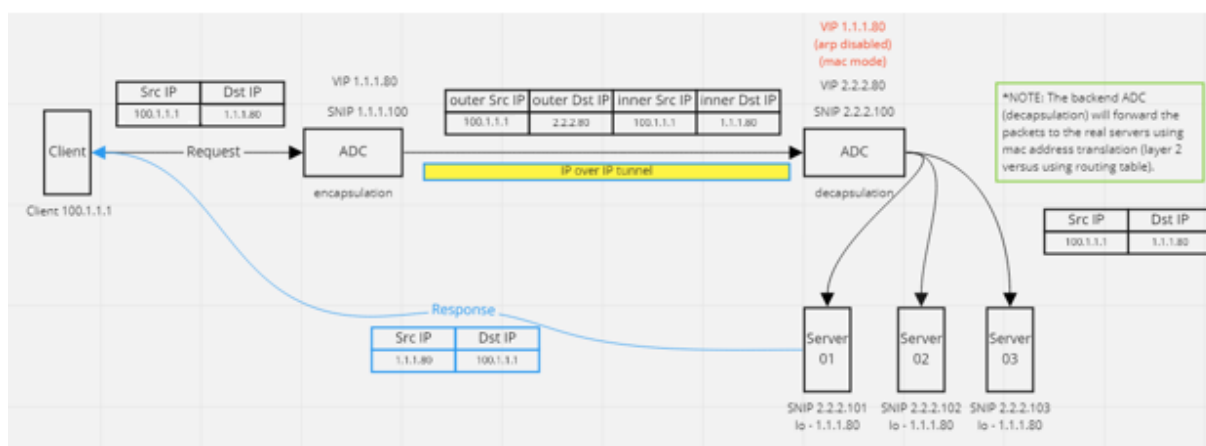 VIP 1.1.1.80
(arp disabled)
(mac mode)
VIP 1.1.1.80
VIP 2.2.2.80
Src IP Dst IP
100.1.1.1 1.1.1.80
SNIP 1.1.1.100
outer Src IP outer Dst IP inner Src IP inner Dst IP
100.1.1.1 2.2.2.80 100.1.1.1 1.1.1.80
SNIP 2.2.2.100
*NOTE: The backend ADC
(decapsulation) will forward the
packets to the real servers using
mac address translation (layer 2
versus using routing table).
Client
Request
ADC
ADC
IP over IP tunnel
encapsulation
decapsulation
Client 100.1.1.1
Src IP Dst IP
100.1.1.1 1.1.1.80
Response
Src IP Dst IP
1.1.1.80 100.1.1.1
Server
01
Server
02
Server
03
SNIP 2.2.2.101
lo - 1.1.1.80
SNIP 2.2.2.102
lo - 1.1.1.80
SNIP 2.2.2.103
lo - 1.1.1.80